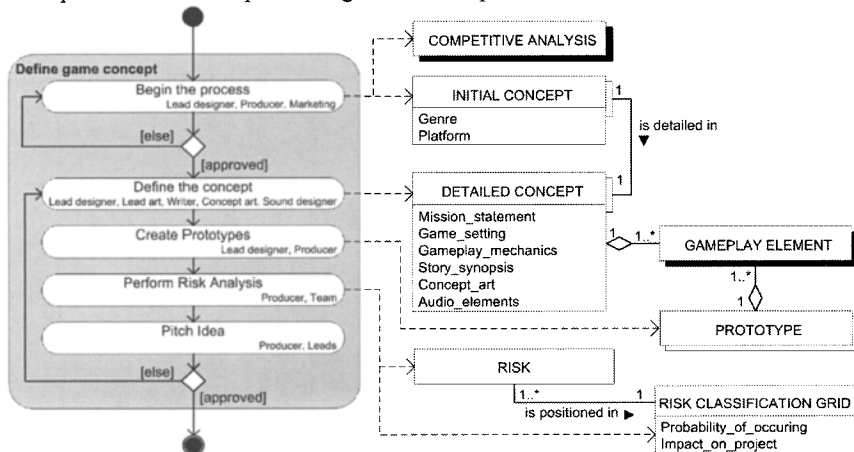 Define game concept
Begin the process
Lead designer, Producer, Marketing
[else]
[approved]
Define the concept
Lead designer, Lead art, Writer, Concept art, Sound designer
Create Prototypes
Lead designer, Producer
Perform Risk Analysis
Producer, Team
Pitch Idea
Producer, Leads
[else]
[approved]
COMPETITIVE ANALYSIS
INITIAL CONCEPT
Genre
Platform
1
is detailed in
1
DETAILED CONCEPT
Mission_statement
Game_setting
Gameplay_mechanics
Story_synopsis
Concept_art
Audio_elements
1
1..*
GAMEPLAY ELEMENT
1..*
1
PROTOTYPE
RISK
1..*
1
is positioned in
RISK CLASSIFICATION GRID
Probability_of_occuring
Impact_on_project